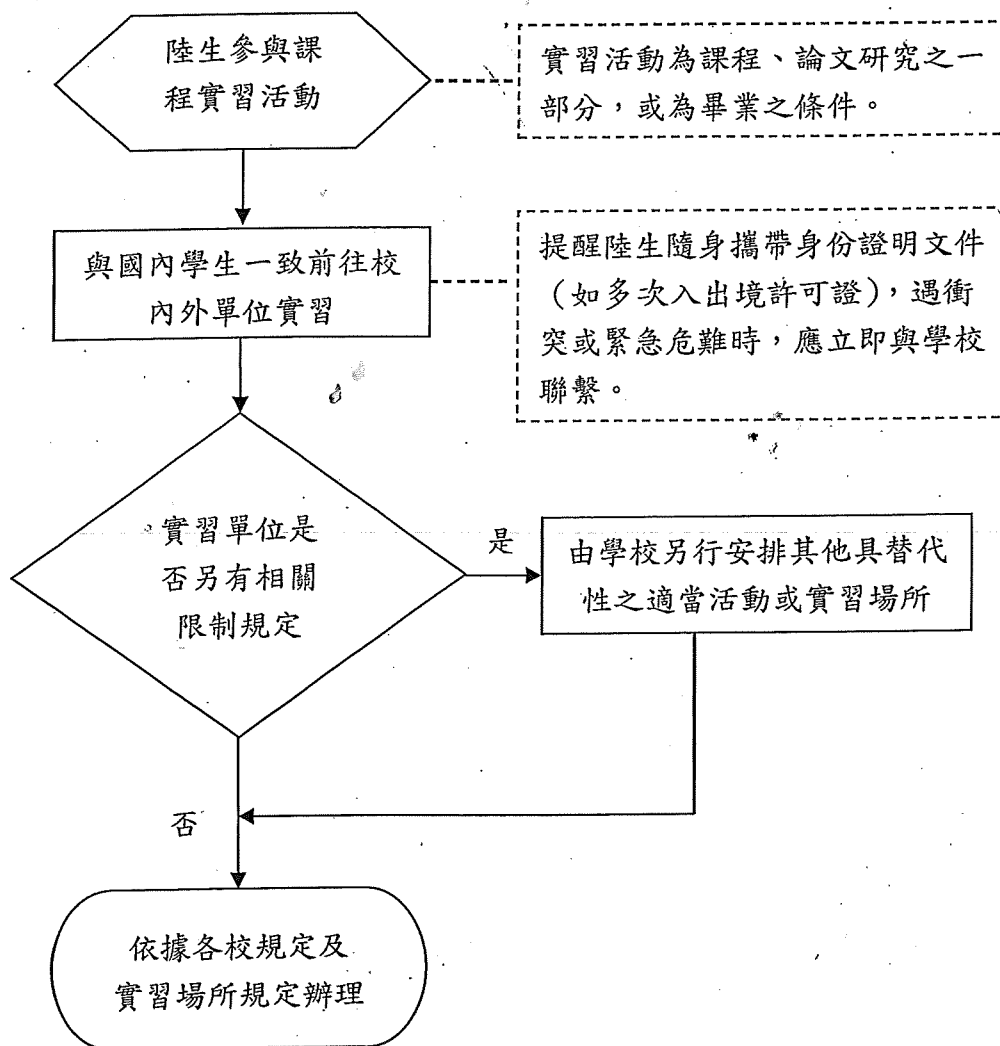 陸生參與課
程實習活動
實習活動為課程、論文研究之一
部分，或為畢業之條件。
與國內學生一致前往校
內外單位實習
提醒陸生隨身攜帶身份證明文件
（如多次入出境許可證），遇衝
突或緊急危難時，應立即與學校
聯繫。
實習單位是
否另有相關
限制規定
是
由學校另行安排其他具替代
性之適當活動或實習場所
否
依據各校規定及
實習場所規定辦理